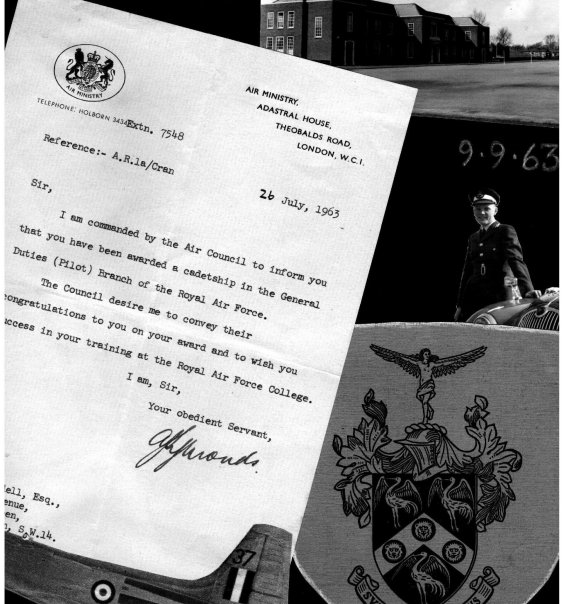 AIR MINISTRY
TELEPHONE: HOLBORN 3434 Extn. 7548
AIR MINISTRY,
ADASTRAL HOUSE,
THEOBALDS ROAD,
LONDON, W.C.1.
Reference:- A.R.1a/Cran
26 July, 1963
Sir,
I am commanded by the Air Council to inform you
that you have been awarded a cadetship in the General
Duties (Pilot) Branch of the Royal Air Force.
The Council desire me to convey their
congratulations to you on your award and to wish you
success in your training at the Royal Air Force College.
I am, Sir,
Your obedient Servant,
ell, Esq.,
enue,
en,
S.W.14.
9.9.63
37